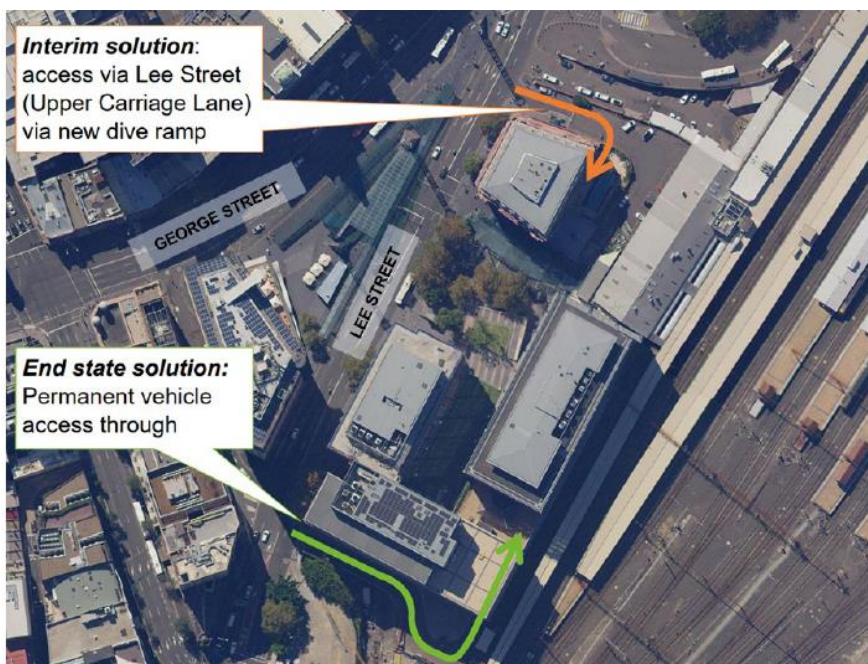 Interim solution:
access via Lee Street
(Upper Carriage Lane)
via new dive ramp
GEORGE STREET
LEE STREET
End state solution:
Permanent vehicle
access through